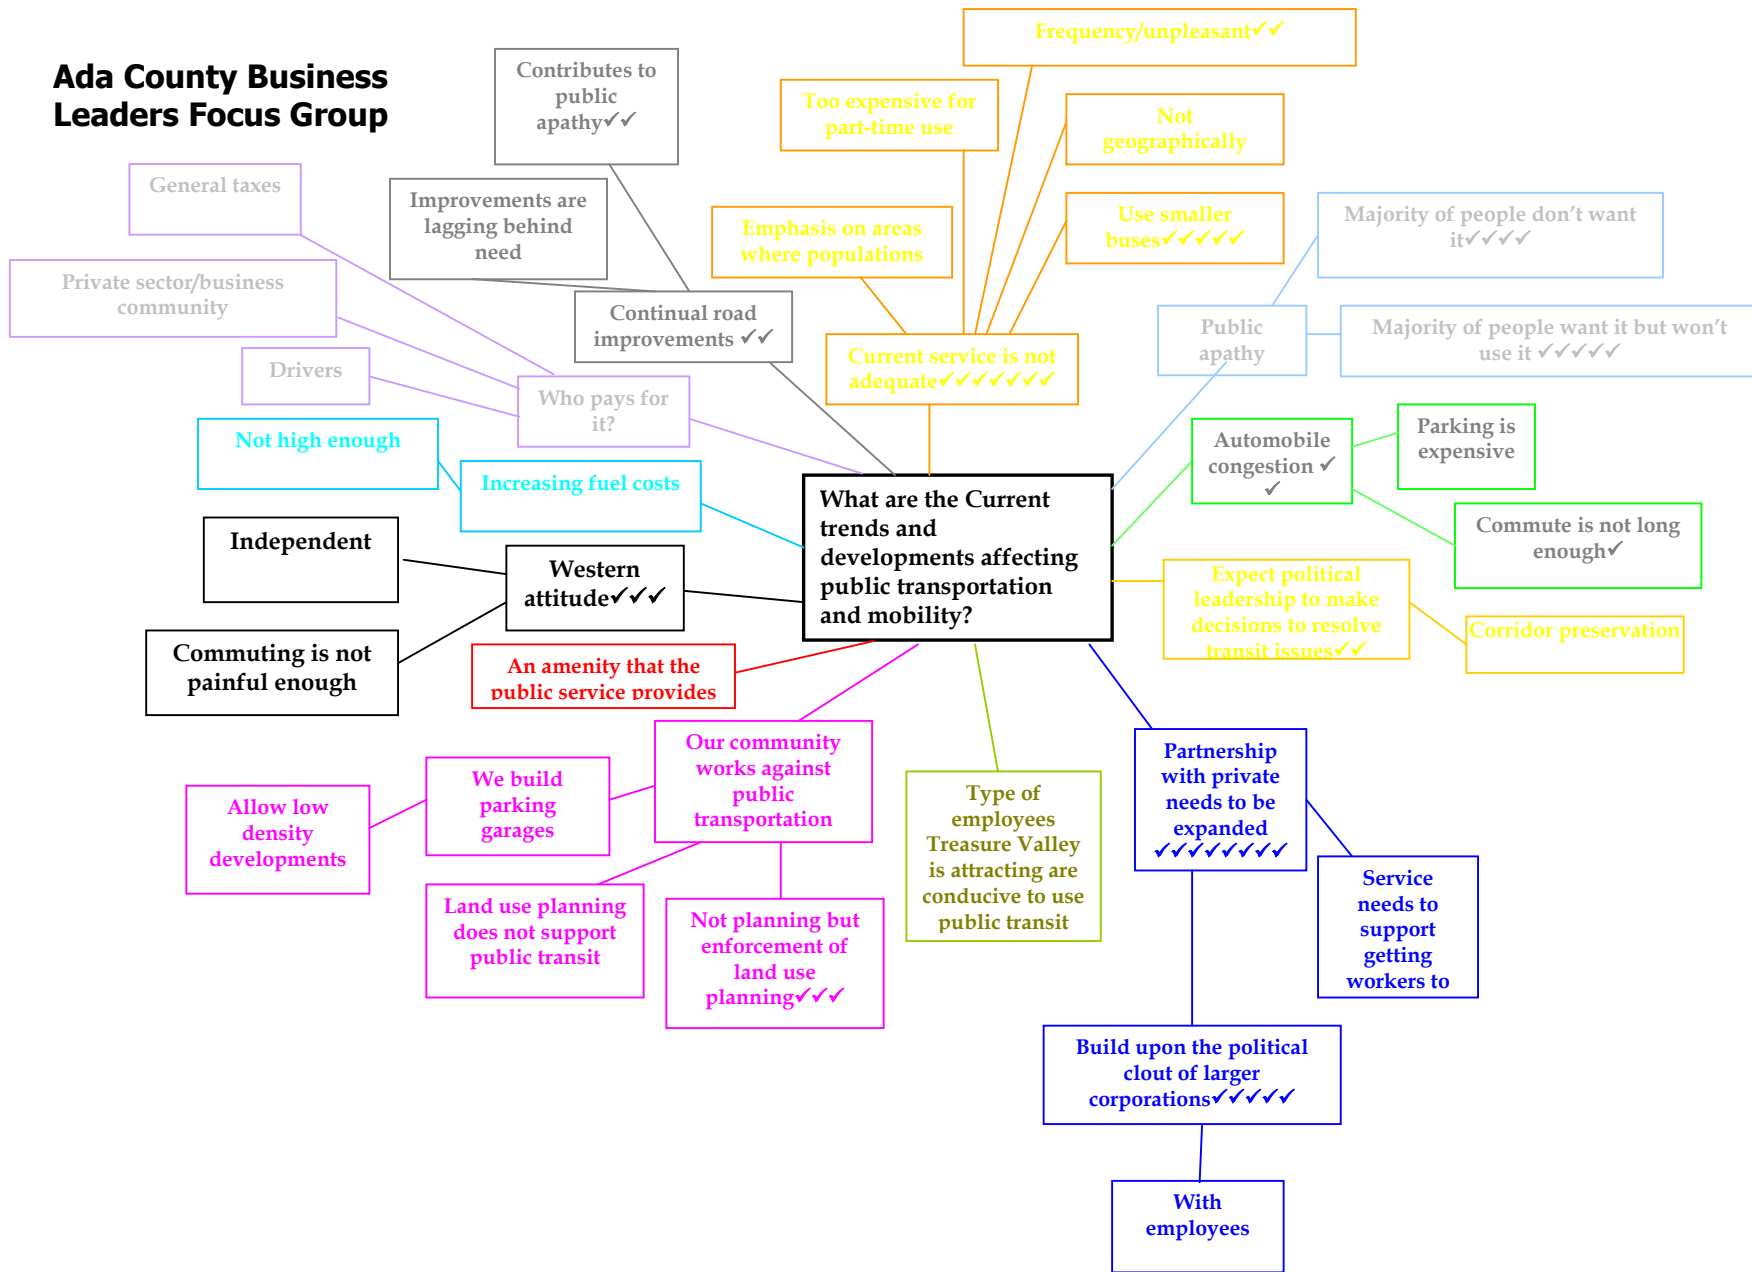 Ada County Business
Leaders Focus Group
Frequency/unpleasant✓✓
Contributes to
public
apathy✓✓
Too expensive for
part-time use
Not
geographically
General taxes
Improvements are
lagging behind
need
Emphasis on areas
where populations
Use smaller
buses✓✓✓✓✓
Majority of people don’t want
it✓✓✓✓
Private sector/business
community
Continual road
improvements ✓✓
Current service is not
adequate✓✓✓✓✓✓✓
Public
apathy
Majority of people want it but won’t
use it ✓✓✓✓✓
Drivers
Who pays for
it?
Not high enough
Increasing fuel costs
Automobile
congestion ✓
✓
Parking is
expensive
Commute is not long
enough✓
What are the Current
trends and
developments affecting
public transportation
and mobility?
Independent
Western
attitude✓✓✓
Commuting is not
painful enough
An amenity that the
public service provides
Expect political
leadership to make
decisions to resolve
transit issues✓✓
Corridor preservation
Our community
works against
public
transportation
We build
parking
garages
Allow low
density
developments
Land use planning
does not support
public transit
Not planning but
enforcement of
land use
planning✓✓✓
Type of
employees
Treasure Valley
is attracting are
conducive to use
public transit
Partnership
with private
needs to be
expanded
✓✓✓✓✓✓✓✓
Service
needs to
support
getting
workers to
Build upon the political
clout of larger
corporations✓✓✓✓✓
With
employees